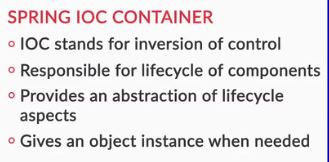 SPRING IOC CONTAINER
IOC stands for inversion of control
Responsible for lifecycle of components
Provides an abstraction of lifecycle
aspects
Gives an object instance when needed